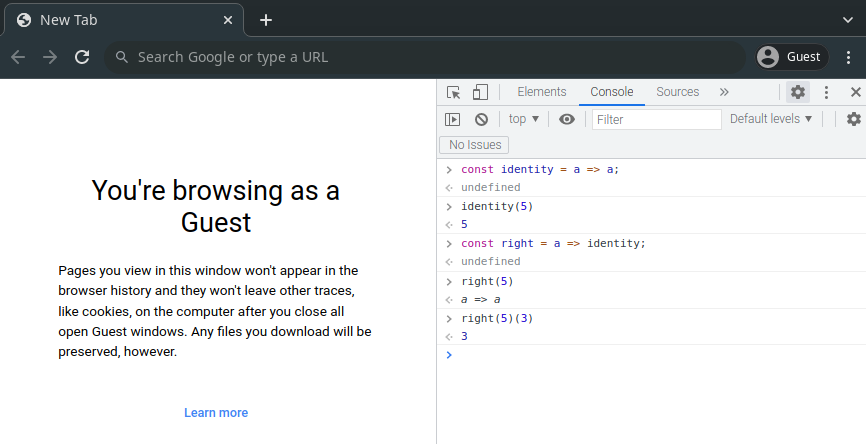 New Tab
Search Google or type a URL
Guest
Elements Console Sources
top Filter Default levels
No Issues
You're browsing as a
Guest
Pages you view in this window won't appear in the
browser history and they won't leave other traces,
like cookies, on the computer after you close all
open Guest windows. Any files you download will be
preserved, however.
Learn more
const identity = a => a;
undefined
identity(5)
5
const right = a => identity;
undefined
right(5)
a => a
right(5)(3)
3